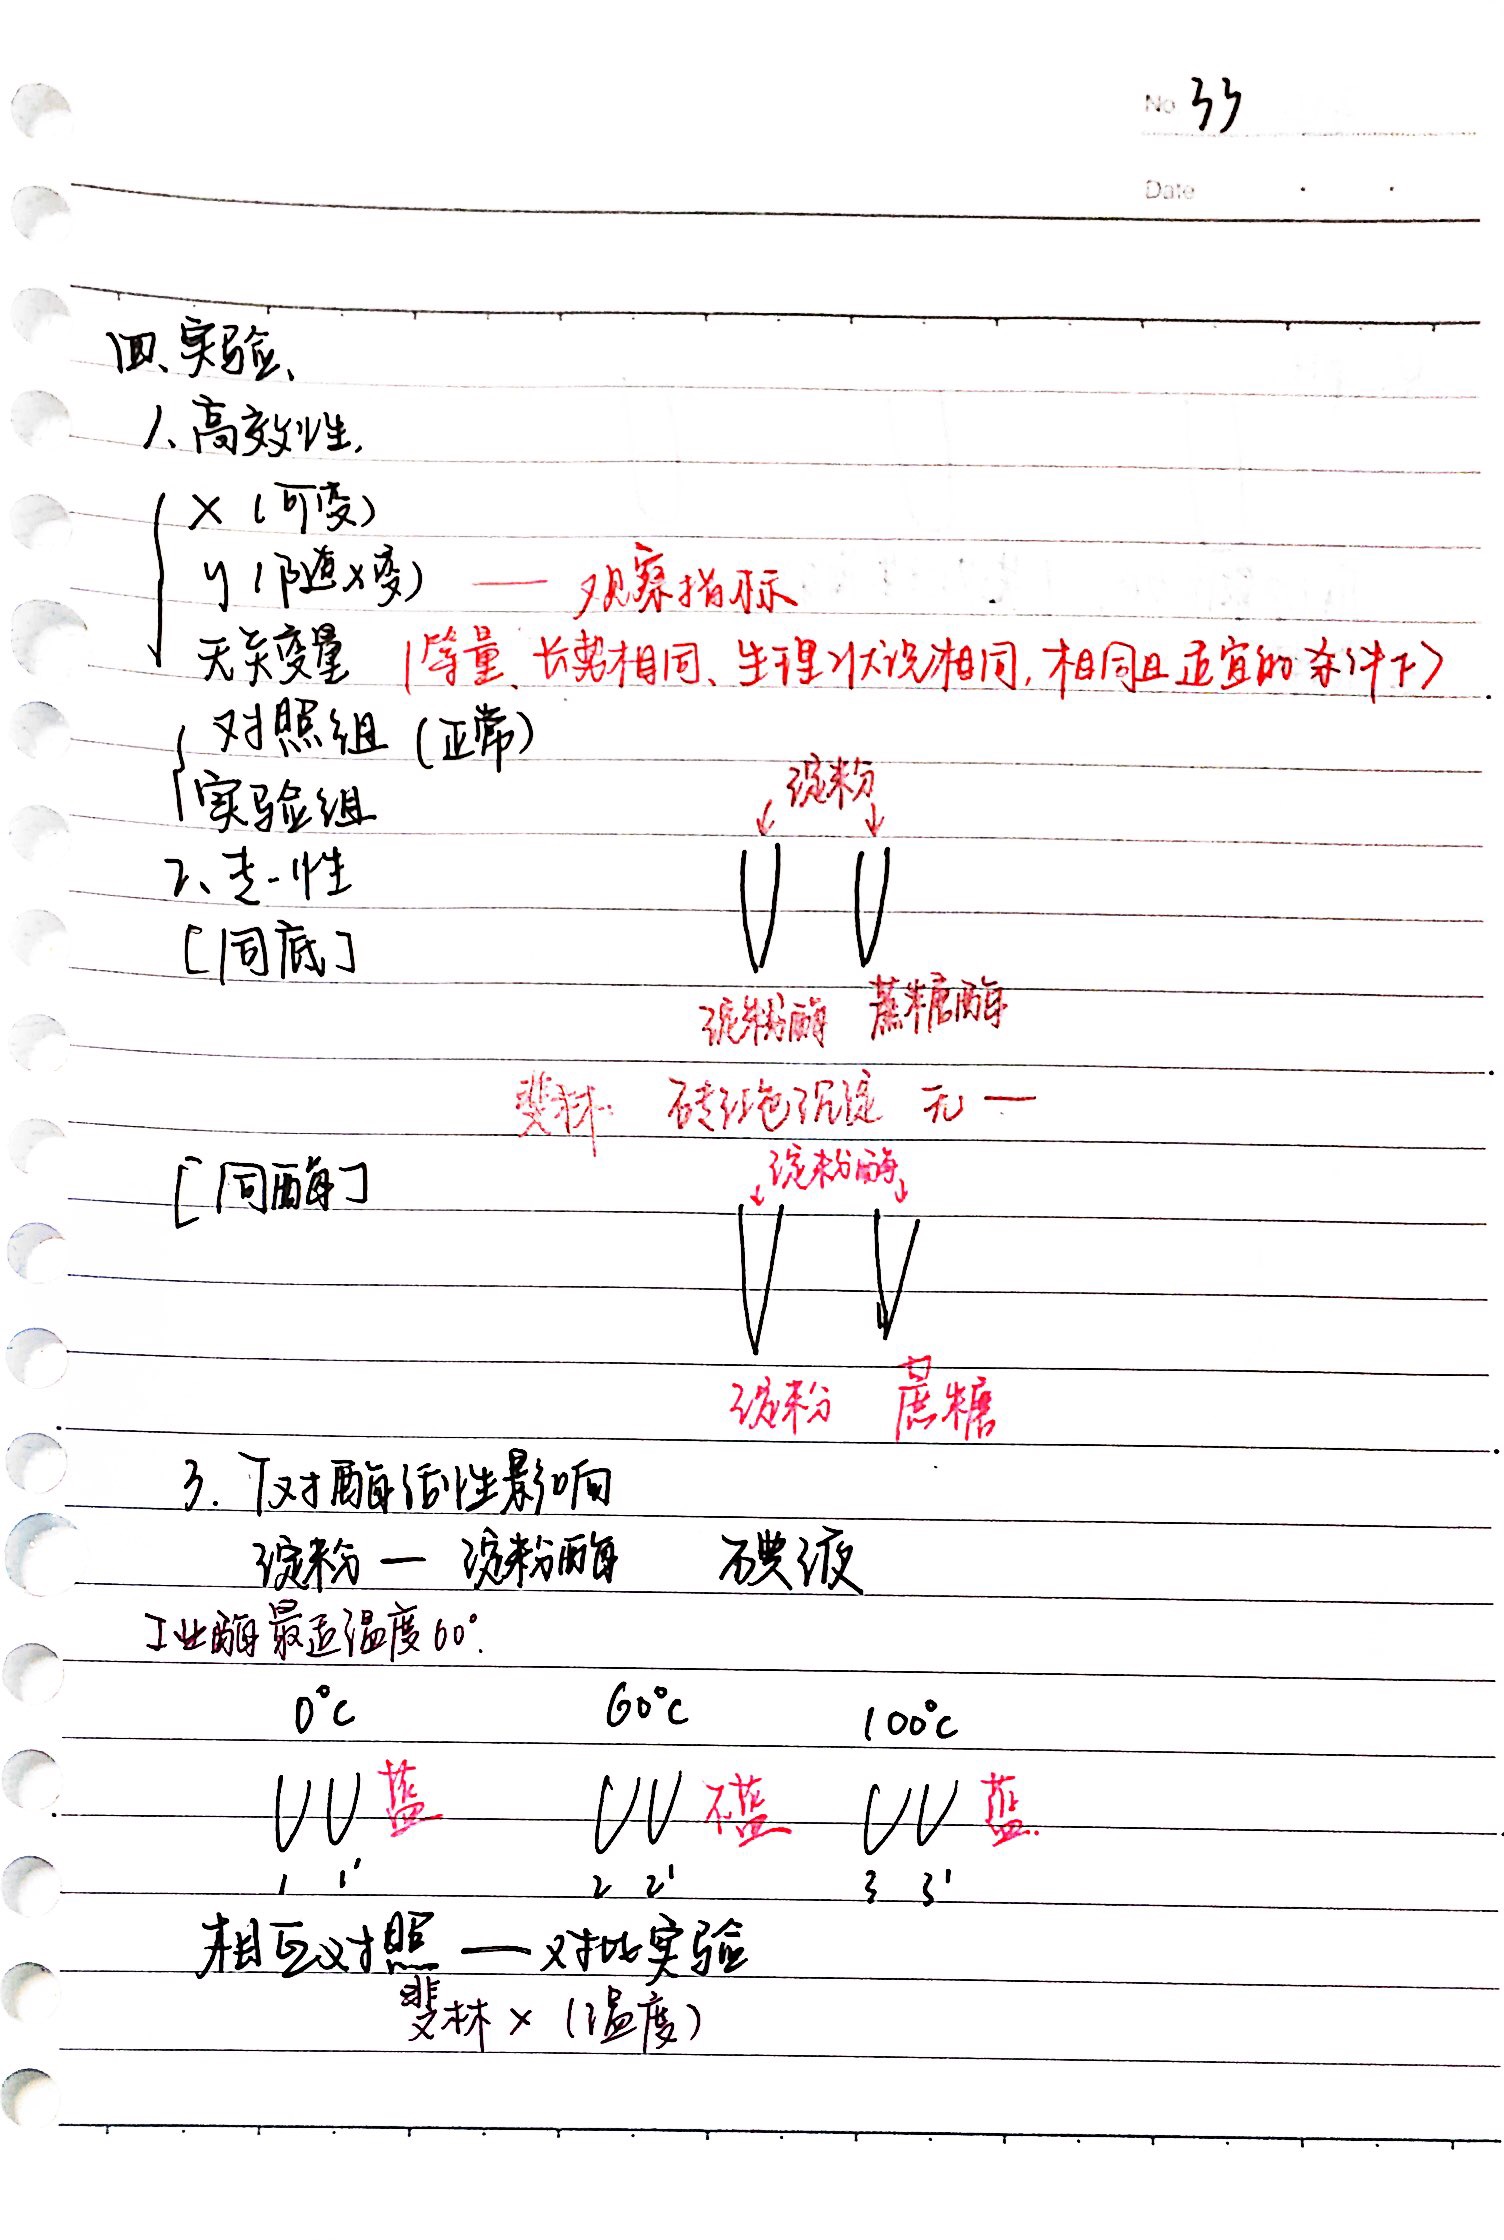 No 33
Date
四、实验、
1、高效性.
X (可变)
y (随x变) — 观察指标
无关变量 (等量、长势相同、生理状况相同,相同且适宜的条件下)
对照组 (正常)
实验组
淀粉
2、专一性
[同底]
淀粉酶 蔗糖酶
斐林. 砖红色沉淀 无 —
[同酶]
淀粉酶
淀粉 蔗糖
3. T对酶活性影响
淀粉 — 淀粉酶 碘液
工业酶最适温度60°.
0°C 60°C 100°C
蓝 不蓝 蓝.
1 1' 2 2' 3 3'
相互对照 — 对比实验
斐林 × (温度)